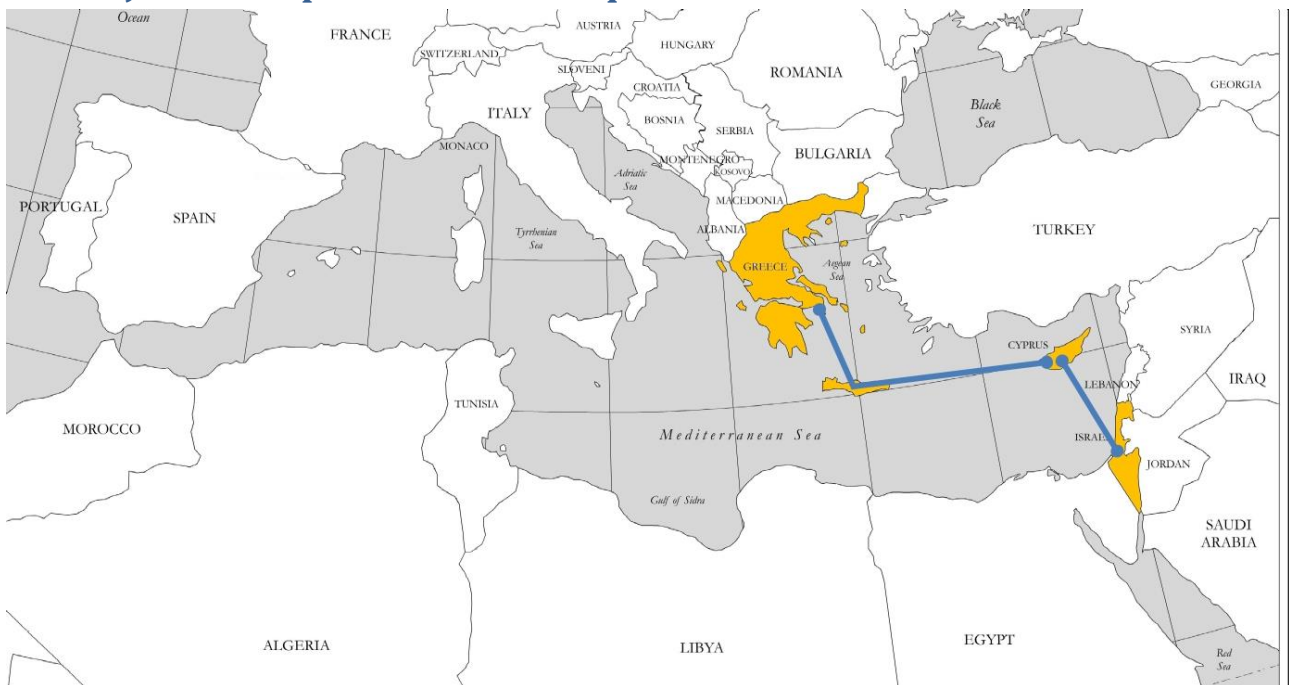 Ocean
FRANCE
AUSTRIA
SWITZERLAND
HUNGARY
SLOVENI
ROMANIA
CROATIA
GEORGIA
ITALY
BOSNIA
Black
Sea
SERBIA
MONACO
BULGARIA
MONTENEGRO
KOSOVO
Adriatic
Sea
MACEDONIA
PORTUGAL
SPAIN
Tyrrhenian
Sea
ALBANIA
TURKEY
GREECE
Aegean
Sea
SYRIA
CYPRUS
LEBANON
IRAQ
TUNISIA
MOROCCO
Mediterranean Sea
ISRAEL
JORDAN
Gulf of Sidra
SAUDI
ARABIA
ALGERIA
LIBYA
EGYPT
Red
Sea